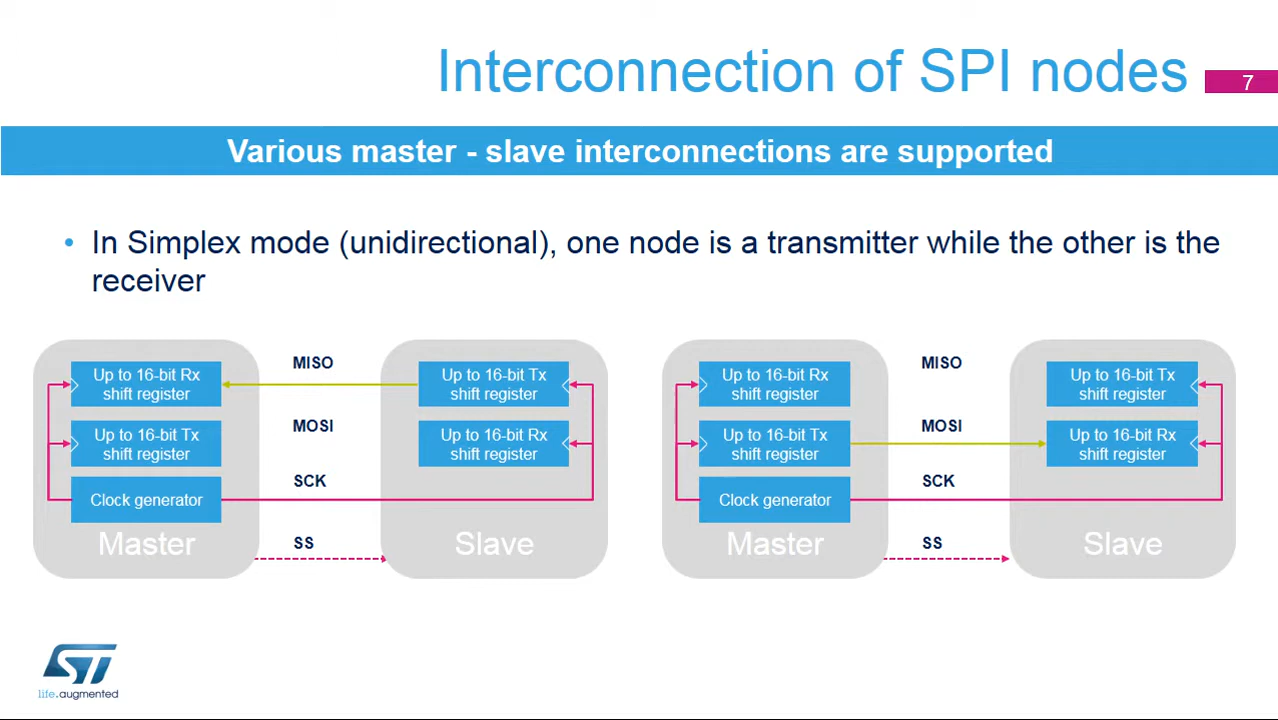 Interconnection of SPI nodes
7
Various master - slave interconnections are supported
• In Simplex mode (unidirectional), one node is a transmitter while the other is the
receiver
Up to 16-bit Rx
shift register
Up to 16-bit Tx
shift register
Clock generator
Master
MISO
MOSI
SCK
SS
Up to 16-bit Tx
shift register
Up to 16-bit Rx
shift register
Slave
Up to 16-bit Rx
shift register
Up to 16-bit Tx
shift register
Clock generator
Master
MISO
MOSI
SCK
SS
Up to 16-bit Tx
shift register
Up to 16-bit Rx
shift register
Slave
ST
life.augmented